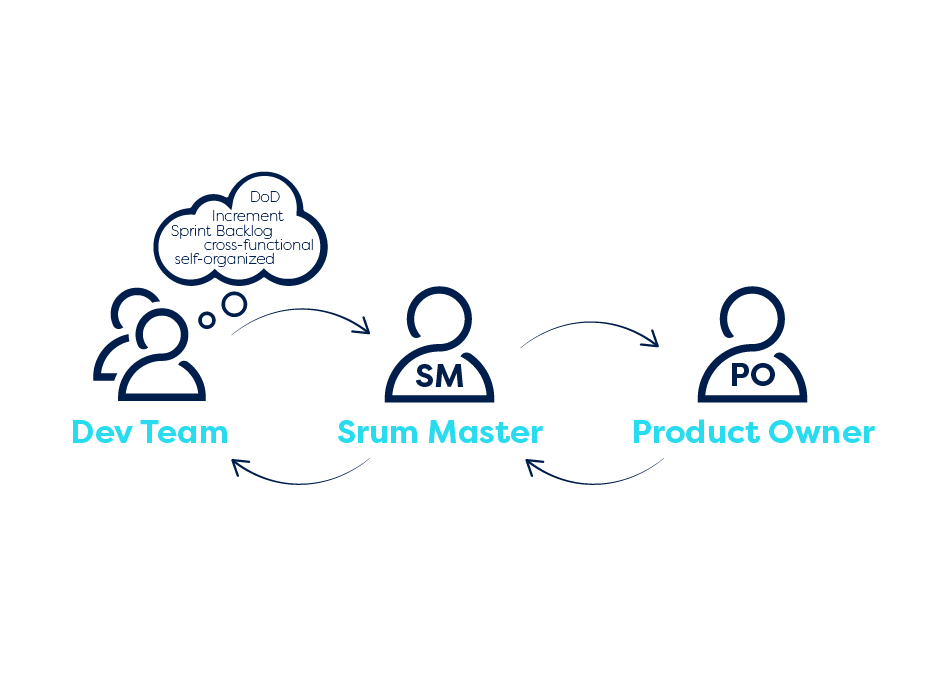 DoD
Increment
Sprint Backlog
cross-functional
self-organized
SM
PO
Dev Team
Srum Master
Product Owner